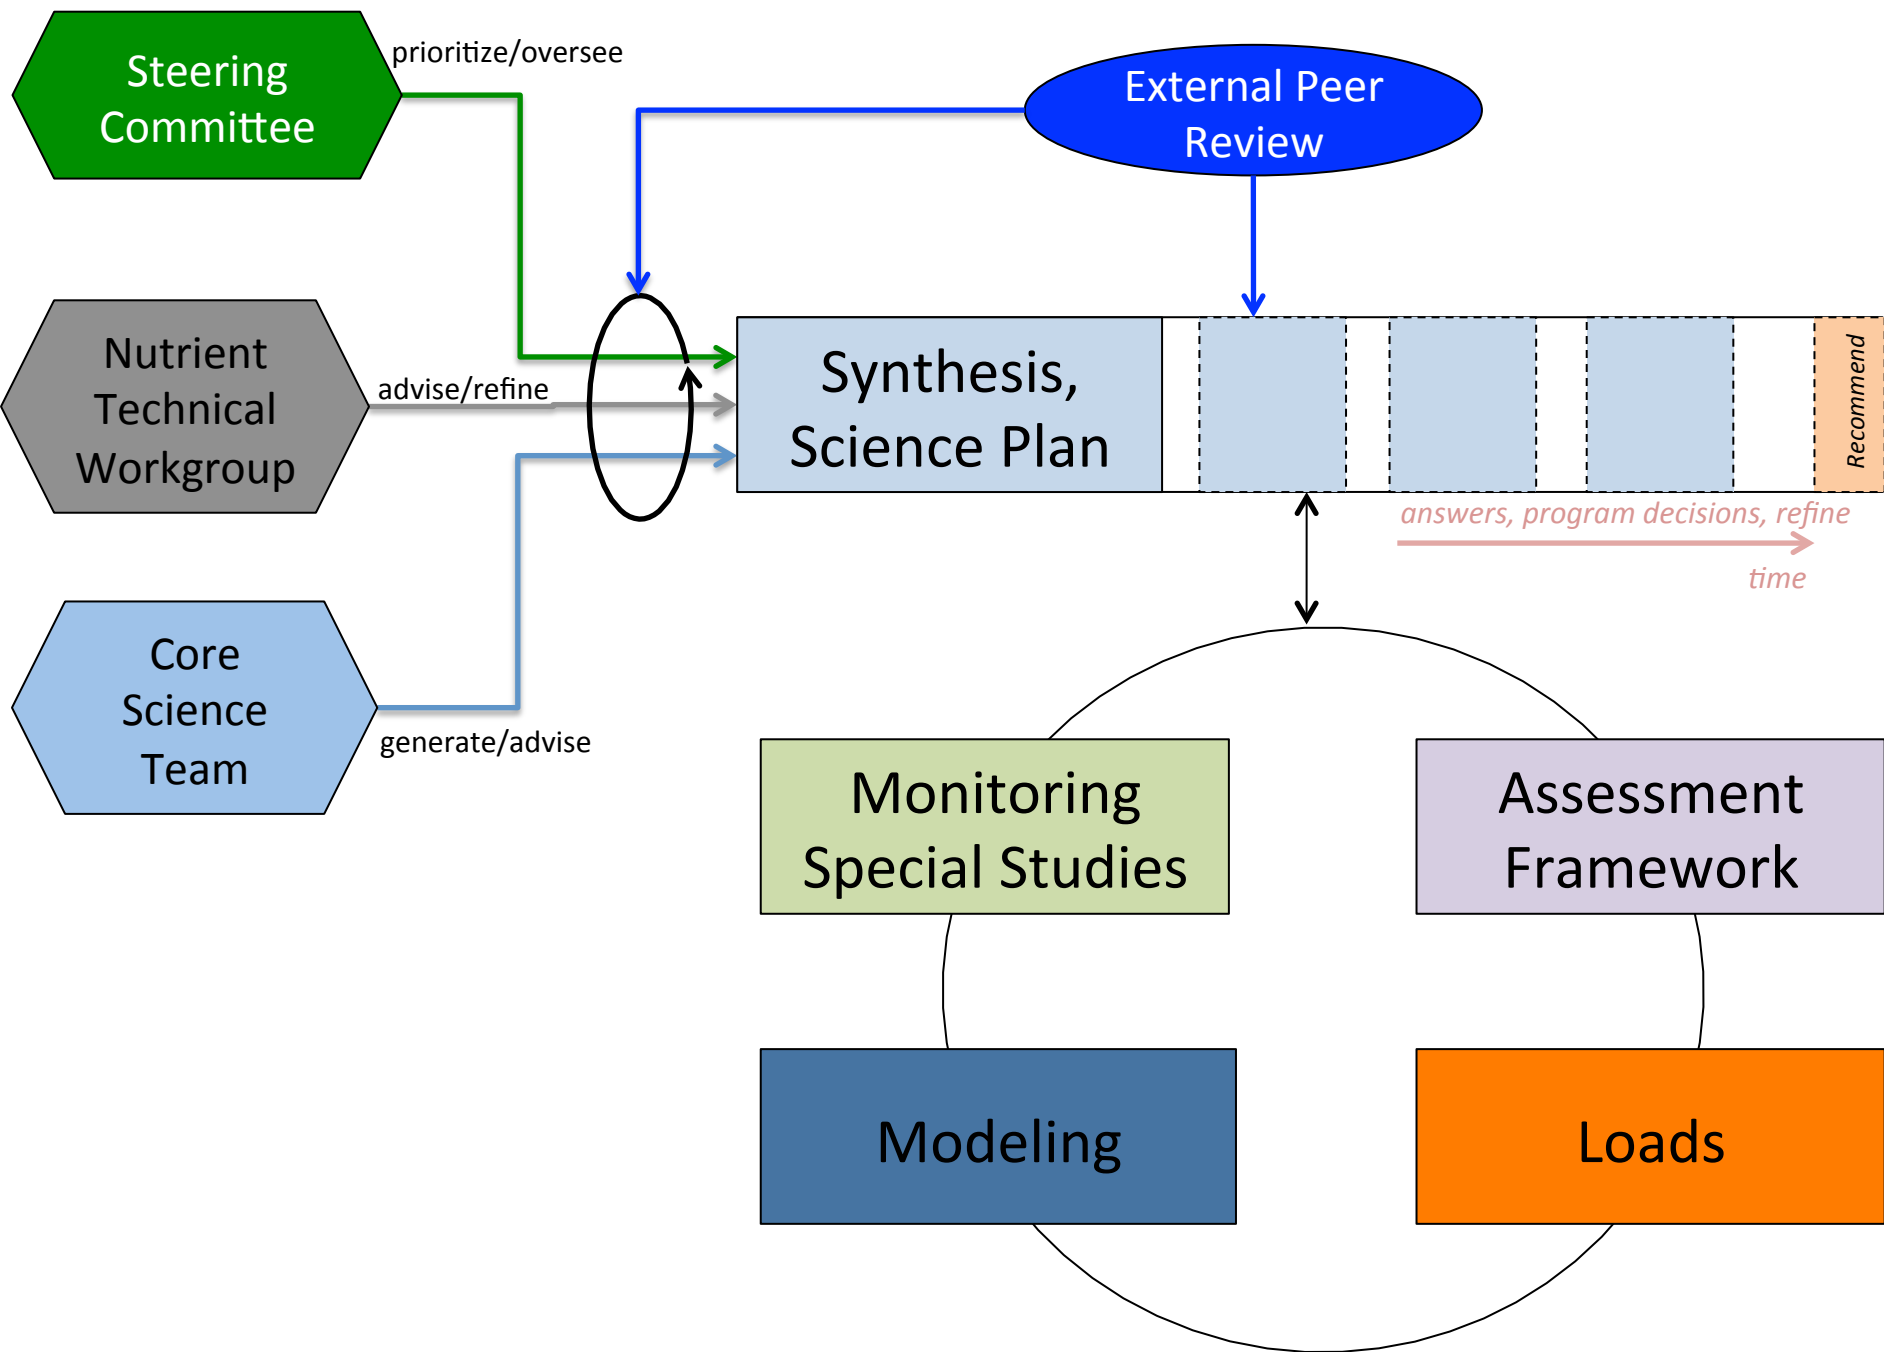 Steering
Committee
prioritize/oversee
External Peer
Review
Nutrient
Technical
Workgroup
advise/refine
Synthesis,
Science Plan
Recommend
answers, program decisions, refine
time
Core
Science
Team
generate/advise
Monitoring
Special Studies
Assessment
Framework
Modeling
Loads